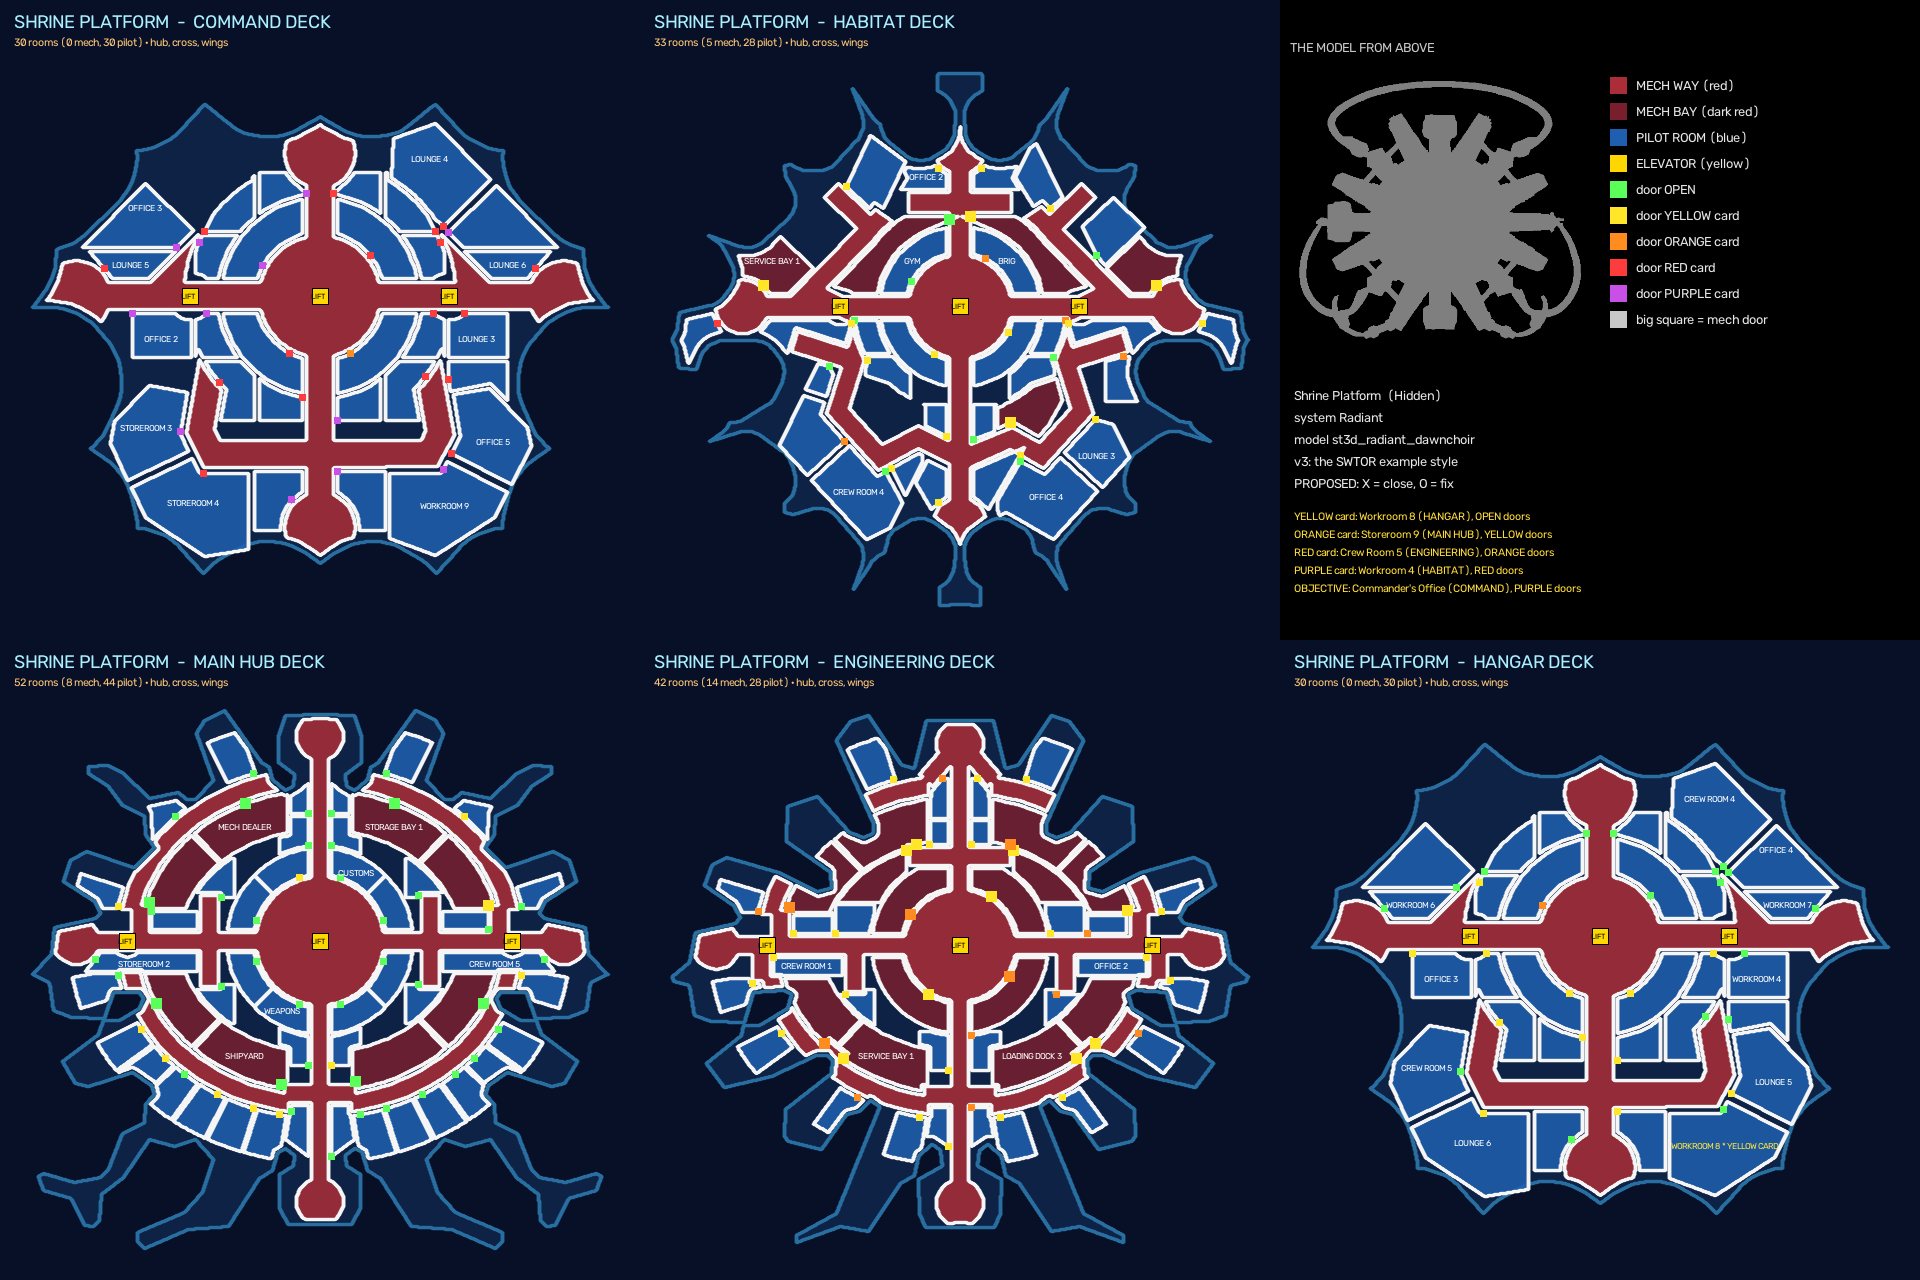 SHRINE PLATFORM - COMMAND DECK
30 rooms (0 mech, 30 pilot) • hub, cross, wings
LOUNGE 4
OFFICE 3
LOUNGE 5
LOUNGE 6
LIFT
LIFT
LIFT
OFFICE 2
LOUNGE 3
STOREROOM 3
OFFICE 5
STOREROOM 4
WORKROOM 9
SHRINE PLATFORM - HABITAT DECK
33 rooms (5 mech, 28 pilot) • hub, cross, wings
OFFICE 2
SERVICE BAY 1
GYM
BRIG
LIFT
LIFT
LIFT
LOUNGE 3
CREW ROOM 4
OFFICE 4
THE MODEL FROM ABOVE
MECH WAY (red)
MECH BAY (dark red)
PILOT ROOM (blue)
ELEVATOR (yellow)
door OPEN
door YELLOW card
door ORANGE card
door RED card
door PURPLE card
big square = mech door
Shrine Platform (Hidden)
system Radiant
model st3d_radiant_dawnchoir
v3: the SWTOR example style
PROPOSED: X = close, O = fix
YELLOW card: Workroom 8 (HANGAR), OPEN doors
ORANGE card: Storeroom 9 (MAIN HUB), YELLOW doors
RED card: Crew Room 5 (ENGINEERING), ORANGE doors
PURPLE card: Workroom 4 (HABITAT), RED doors
OBJECTIVE: Commander's Office (COMMAND), PURPLE doors
SHRINE PLATFORM - MAIN HUB DECK
52 rooms (8 mech, 44 pilot) • hub, cross, wings
MECH DEALER
STORAGE BAY 1
CUSTOMS
LIFT
LIFT
LIFT
STOREROOM 2
CREW ROOM 5
WEAPONS
SHIPYARD
SHRINE PLATFORM - ENGINEERING DECK
42 rooms (14 mech, 28 pilot) • hub, cross, wings
LIFT
LIFT
LIFT
CREW ROOM 1
OFFICE 2
SERVICE BAY 1
LOADING DOCK 3
SHRINE PLATFORM - HANGAR DECK
30 rooms (0 mech, 30 pilot) • hub, cross, wings
CREW ROOM 4
OFFICE 4
WORKROOM 6
WORKROOM 7
LIFT
LIFT
LIFT
OFFICE 3
WORKROOM 4
CREW ROOM 5
LOUNGE 5
LOUNGE 6
WORKROOM 8 * YELLOW CARD